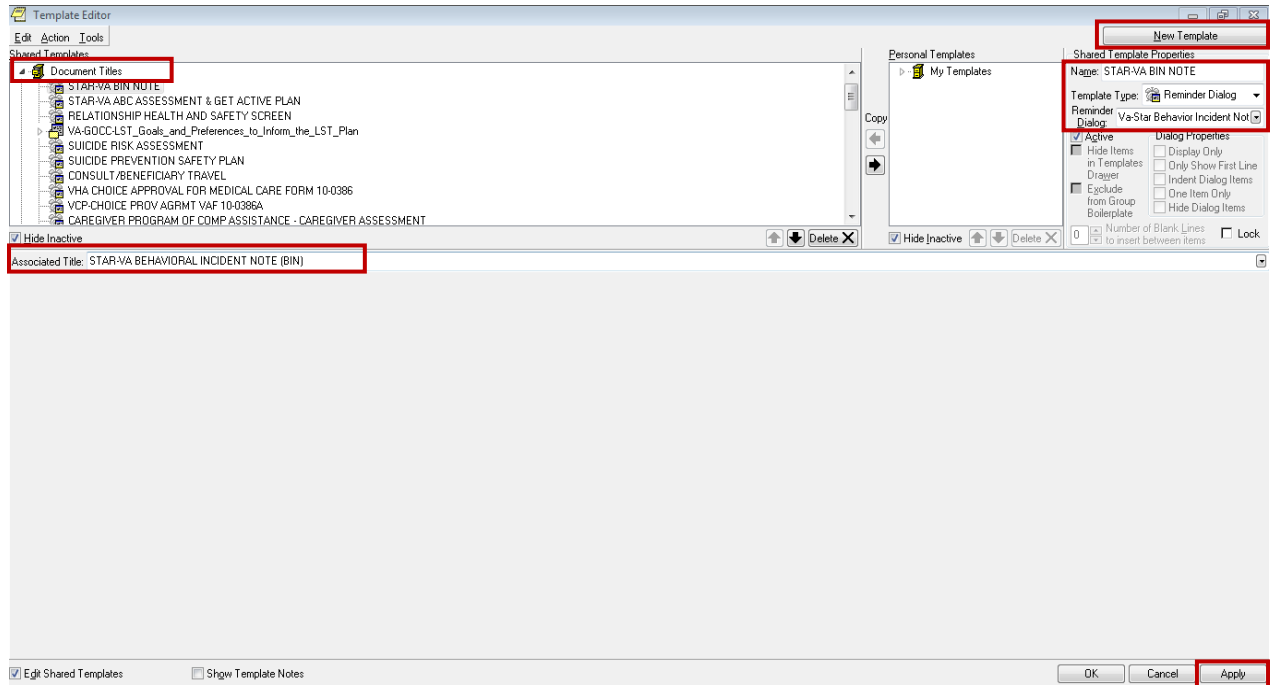 Template Editor
Edit Action Tools
New Template
Shared Templates
Personal Templates
Shared Template Properties
Document Titles
STAR-VA BIN NOTE
STAR-VA ABC ASSESSMENT & GET ACTIVE PLAN
RELATIONSHIP HEALTH AND SAFETY SCREEN
VA-GOCC-LST_Goals_and_Preferences_to_Inform_the_LST_Plan
SUICIDE RISK ASSESSMENT
SUICIDE PREVENTION SAFETY PLAN
CONSULT/BENEFICIARY TRAVEL
VHA CHOICE APPROVAL FOR MEDICAL CARE FORM 10-0386
VCP-CHOICE PROV AGRMT VAF 10-0386A
CAREGIVER PROGRAM OF COMP ASSISTANCE - CAREGIVER ASSESSMENT
Copy
My Templates
Name: STAR-VA BIN NOTE
Template Type: Reminder Dialog
Reminder
Dialog: Va-Star Behavior Incident Not
Active
Hide Items
in Templates
Drawer
Exclude
from Group
Boilerplate
Dialog Properties
Display Only
Only Show First Line
Indent Dialog Items
One Item Only
Hide Dialog Items
Hide Inactive
Delete
Hide Inactive
Delete
0
Number of Blank Lines
to insert between items
Lock
Associated Title: STAR-VA BEHAVIORAL INCIDENT NOTE (BIN)
Edit Shared Templates
Show Template Notes
OK
Cancel
Apply